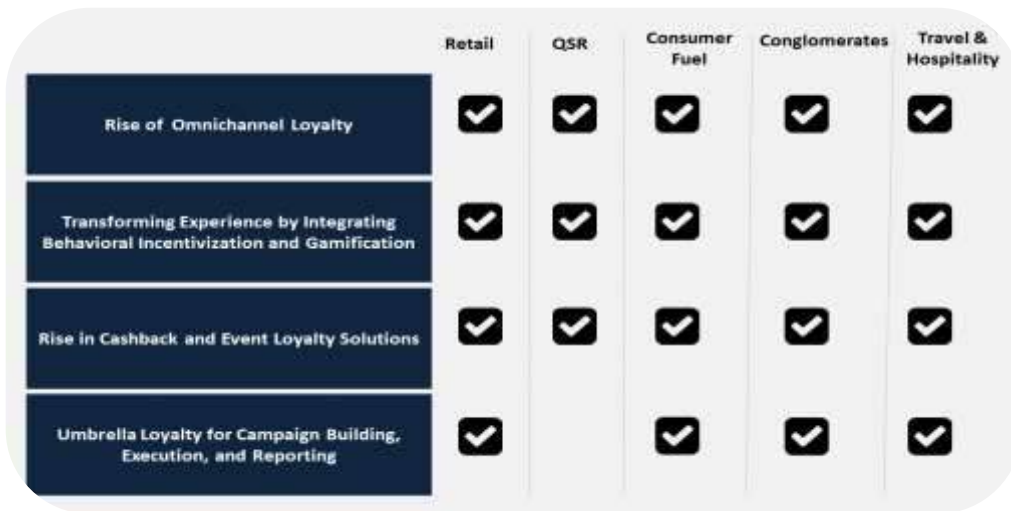 Retail QSR Consumer Fuel Conglomerates Travel & Hospitality
Rise of Omnichannel Loyalty
Transforming Experience by Integrating
Behavioral Incentivization and Gamification
Rise in Cashback and Event Loyalty Solutions
Umbrella Loyalty for Campaign Building,
Execution, and Reporting